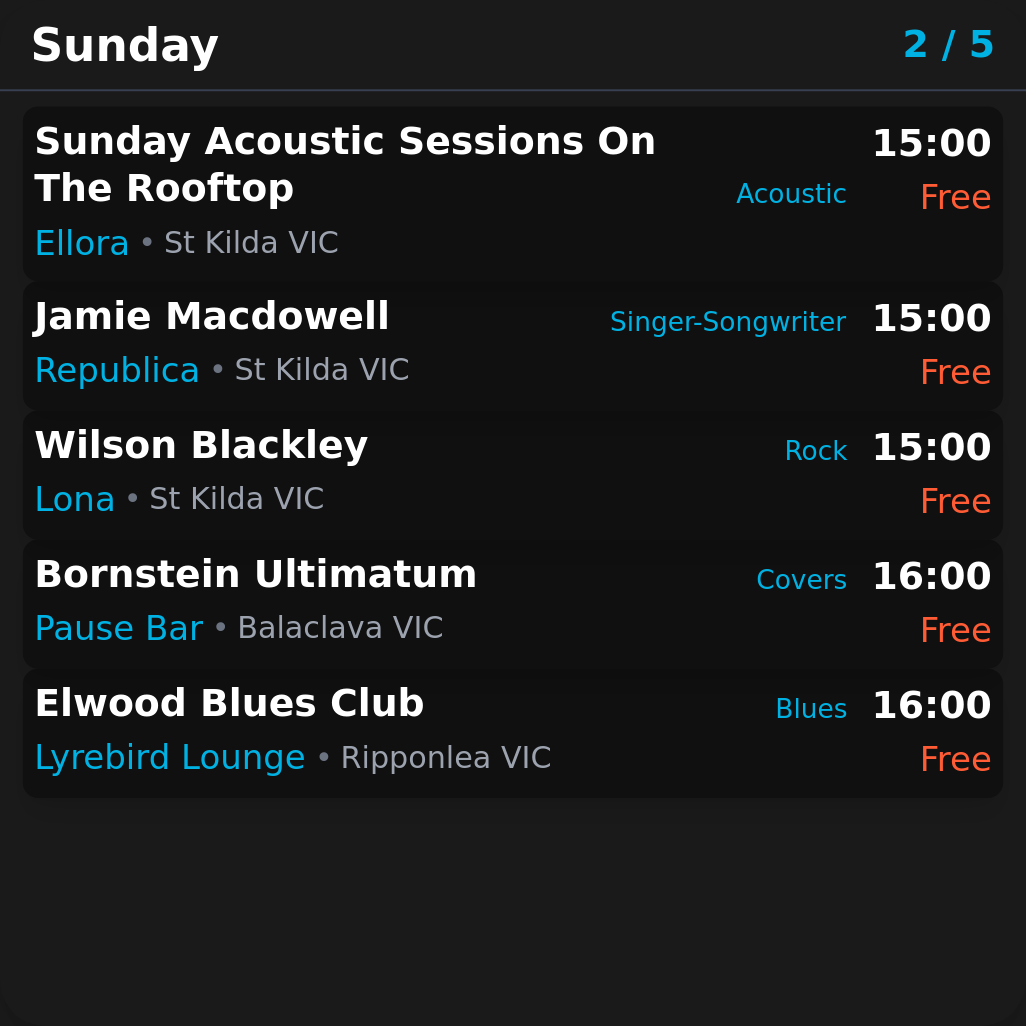 Sunday
2 / 5
Sunday Acoustic Sessions On
The Rooftop
Acoustic
15:00
Free
Ellora • St Kilda VIC
Jamie Macdowell
Singer-Songwriter
15:00
Republica • St Kilda VIC
Free
Wilson Blackley
Rock
15:00
Lona • St Kilda VIC
Free
Bornstein Ultimatum
Covers
16:00
Pause Bar • Balaclava VIC
Free
Elwood Blues Club
Blues
16:00
Lyrebird Lounge • Ripponlea VIC
Free